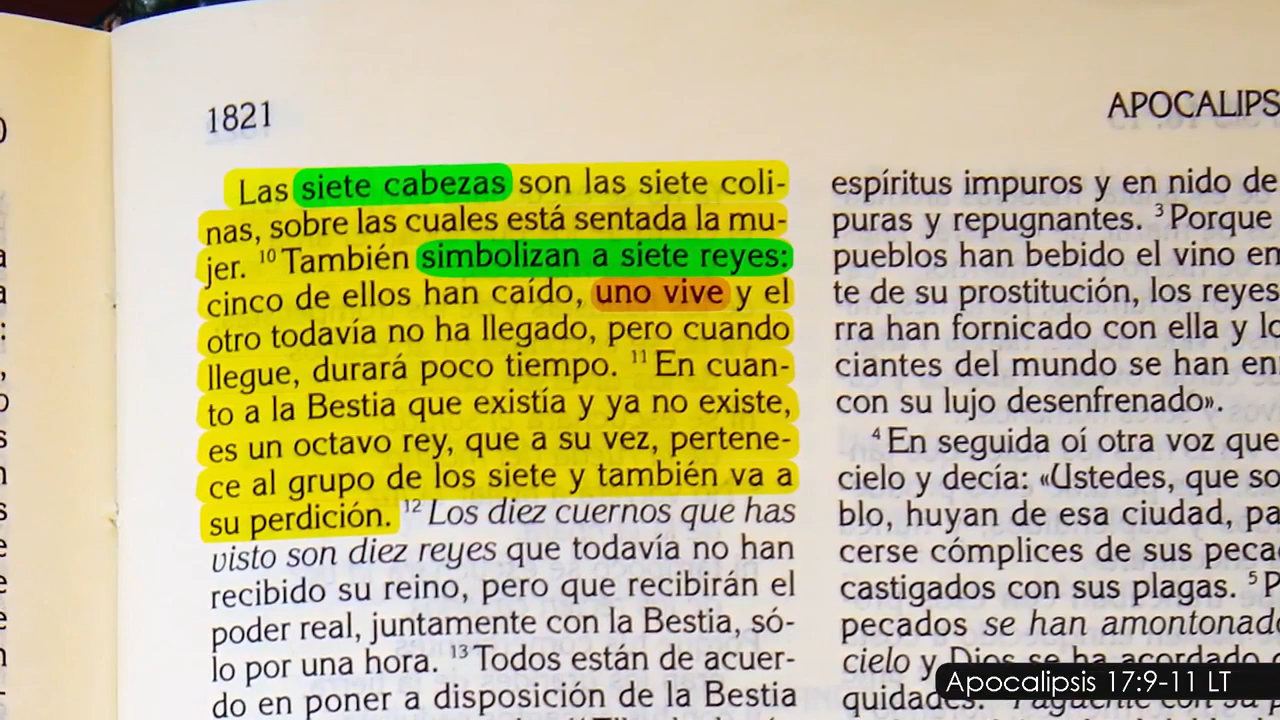 1821
APOCALIPS
Las siete cabezas son las siete coli-
nas, sobre las cuales está sentada la mu-
jer. 10 También simbolizan a siete reyes:
cinco de ellos han caído, uno vive y el
otro todavía no ha llegado, pero cuando
llegue, durará poco tiempo. 11 En cuan-
to a la Bestia que existía y ya no existe,
es un octavo rey, que a su vez, pertene-
ce al grupo de los siete y también va a
su perdición. 12 Los diez cuernos que has
visto son diez reyes que todavía no han
recibido su reino, pero que recibirán el
poder real, juntamente con la Bestia, só-
lo por una hora. 13 Todos están de acuer-
do en poner a disposición de la Bestia
espíritus impuros y en nido de
puras y repugnantes. 3 Porque
pueblos han bebido el vino en
te de su prostitución, los reyes
rra han fornicado con ella y lo
ciantes del mundo se han en
con su lujo desenfrenado».
4 En seguida oí otra voz que
cielo y decía: «Ustedes, que so
blo, huyan de esa ciudad, pa
cerse cómplices de sus peca
castigados con sus plagas. 5 P
pecados se han amontonado
cielo y Dios se ha acordado
quidades.
Apocalipsis 17:9-11 LT